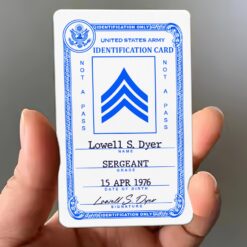 IDENTIFICATION ONLY
UNITED STATES ARMY
IDENTIFICATION CARD
NOT A PASS
NOT A PASS
Lowell S. Dyer
NAME
SERGEANT
GRADE
15 APR 1976
DATE OF BIRTH
Lowell S. Dyer
SIGNATURE
IDENTIFICATION ONLY